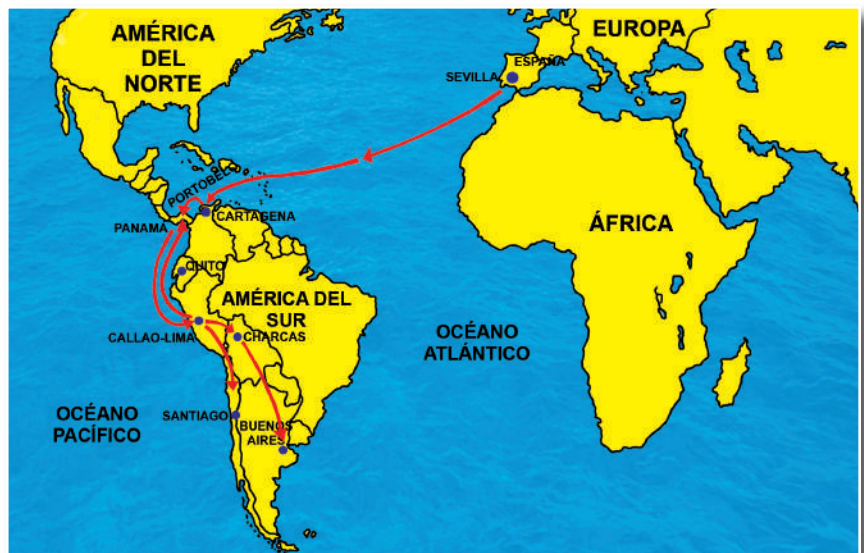 AMÉRICA
DEL
NORTE
EUROPA
ESPAÑA
SEVILLA
PORTOBELO
CARTAGENA
PANAMÁ
ÁFRICA
QUITO
AMÉRICA DEL
SUR
CALLAO-LIMA
CHARCAS
OCÉANO
ATLÁNTICO
OCÉANO
PACÍFICO
SANTIAGO
BUENOS
AIRES